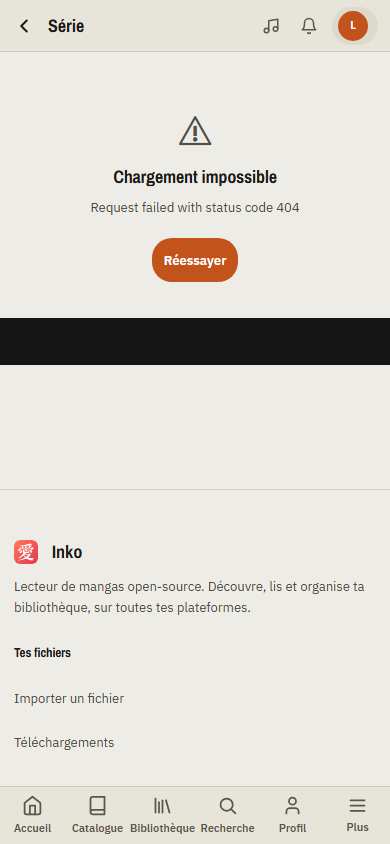 Série
L
Chargement impossible
Request failed with status code 404
Réessayer
愛
Inko
Lecteur de mangas open-source. Découvre, lis et organise ta
bibliothèque, sur toutes tes plateformes.
Tes fichiers
Importer un fichier
Téléchargements
Accueil
Catalogue
Bibliothèque
Recherche
Profil
Plus